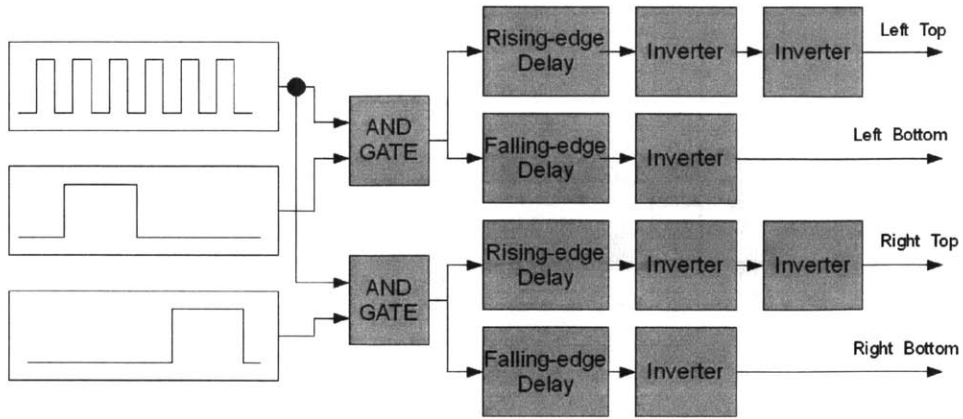 Rising-edge
Delay
Inverter
Inverter
Left Top
AND
GATE
Falling-edge
Delay
Inverter
Left Bottom
AND
GATE
Rising-edge
Delay
Inverter
Inverter
Right Top
Falling-edge
Delay
Inverter
Right Bottom